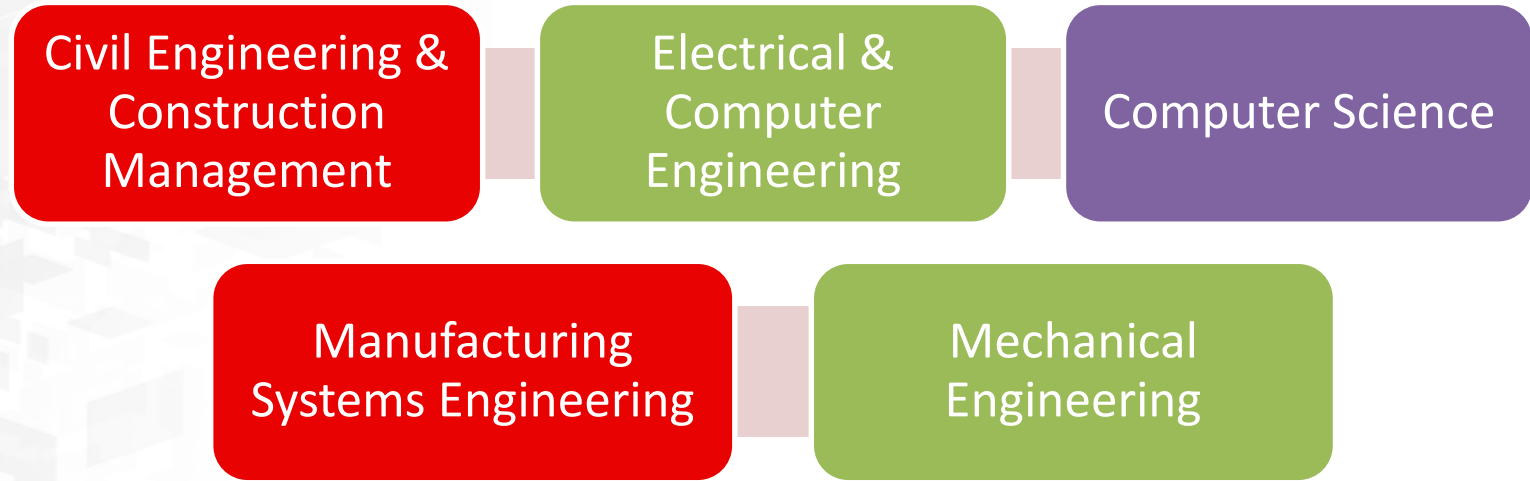 Civil Engineering &
Construction
Management
Electrical &
Computer
Engineering
Computer Science
Manufacturing
Systems Engineering
Mechanical
Engineering